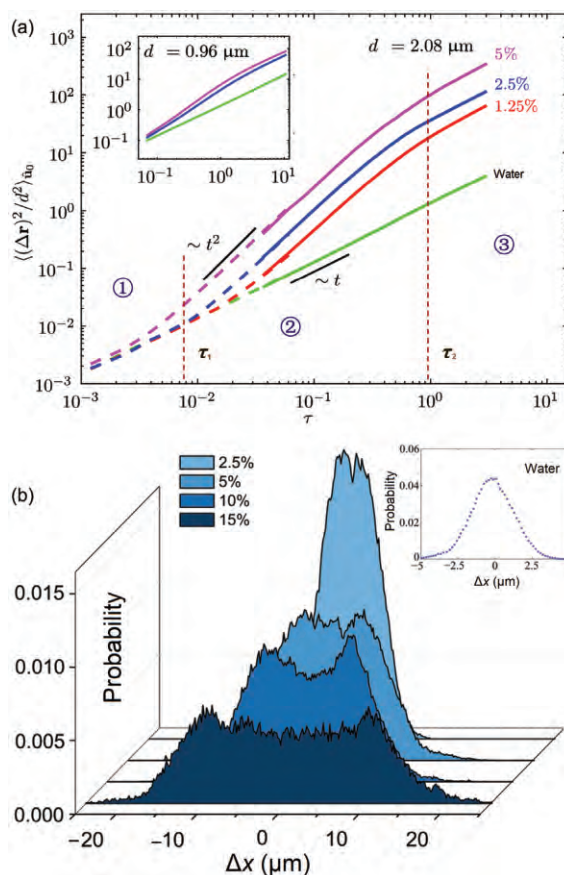 (a)
10³
10²
10¹
10⁰
10⁻¹
10⁻²
10⁻³
⟨(Δr)²/d²⟩û₀
d = 0.96 μm
10²
10¹
10⁰
10⁻¹
10⁻¹ 10⁰ 10¹
d = 2.08 μm
5%
2.5%
1.25%
Water
~ t²
~ t
①
②
③
τ₁
τ₂
10⁻³ 10⁻² 10⁻¹ 10⁰ 10¹
τ
(b)
2.5%
5%
10%
15%
0.06
0.04
0.02
0
Probability
Water
-5 -2.5 0 2.5 5
Δx (μm)
0.015
0.010
0.005
0.000
Probability
−20 −10 0 10 20
Δx (μm)